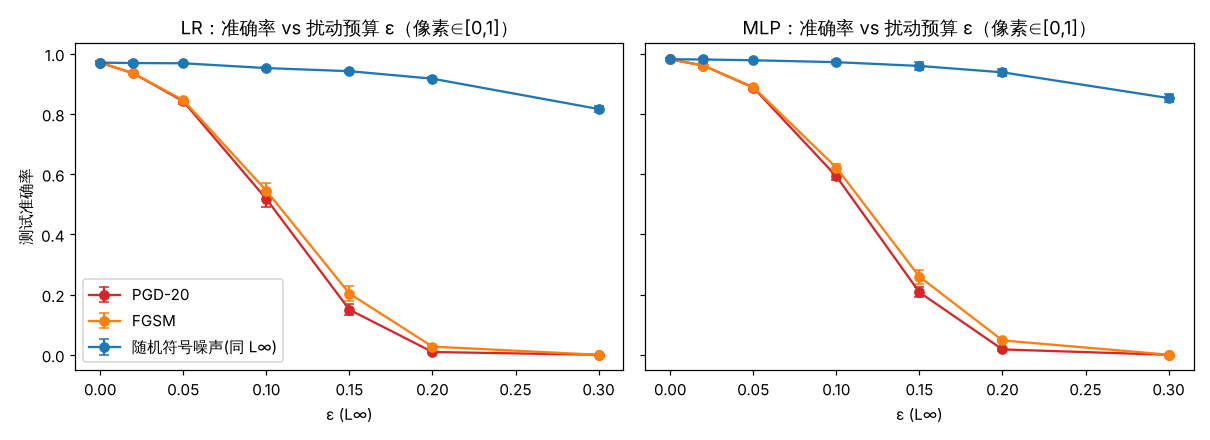 LR：准确率 vs 扰动预算 ε（像素∈[0,1]）
MLP：准确率 vs 扰动预算 ε（像素∈[0,1]）
测试准确率
1.0
0.8
0.6
0.4
0.2
0.0
PGD-20
FGSM
随机符号噪声(同 L∞)
0.00 0.05 0.10 0.15 0.20 0.25 0.30
0.00 0.05 0.10 0.15 0.20 0.25 0.30
ε (L∞)
ε (L∞)